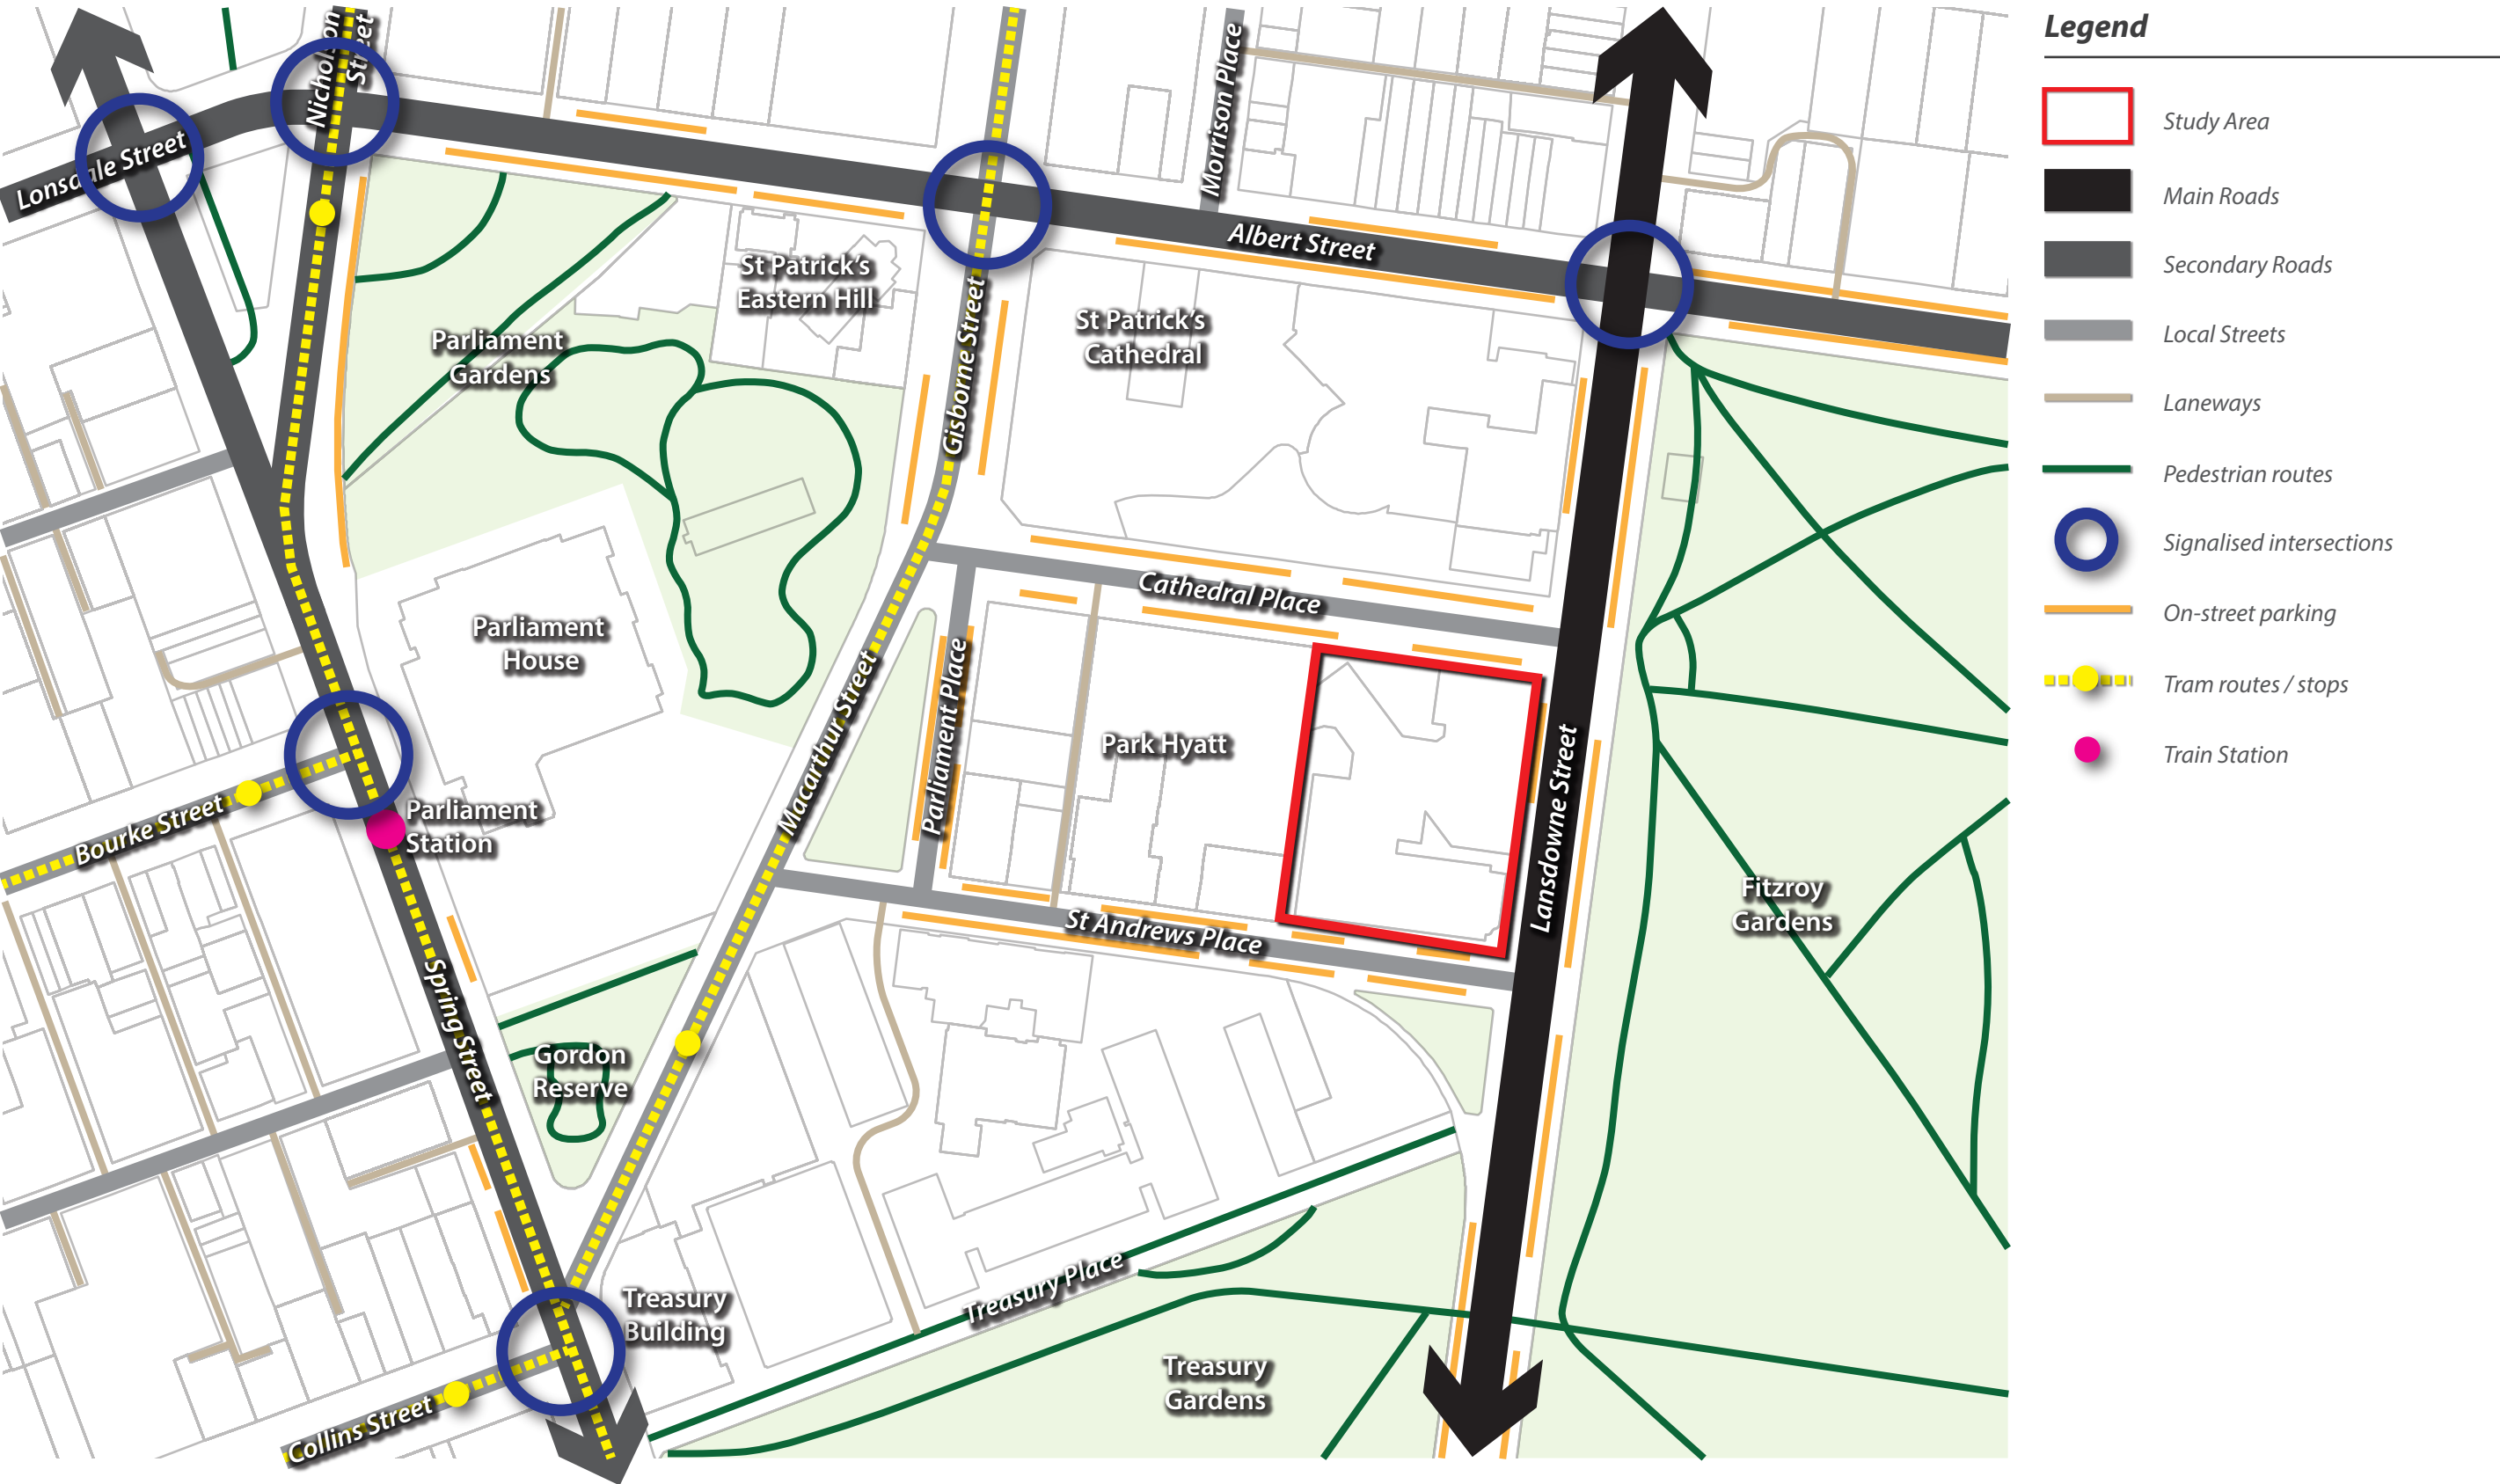 Legend
Study Area
Main Roads
Secondary Roads
Local Streets
Laneways
Pedestrian routes
Signalised intersections
On-street parking
Tram routes / stops
Train Station
Nicholson
Street
Lonsdale Street
Morrison Place
Albert Street
St Patrick's
Eastern Hill
Gisborne Street
St Patrick's
Cathedral
Parliament
Gardens
Parliament
House
Cathedral Place
Parliament Place
Macarthur Street
Park Hyatt
Lansdowne Street
Bourke Street
Parliament
Station
Fitzroy
Gardens
St Andrews Place
Spring Street
Gordon
Reserve
Treasury
Building
Treasury Place
Treasury
Gardens
Collins Street